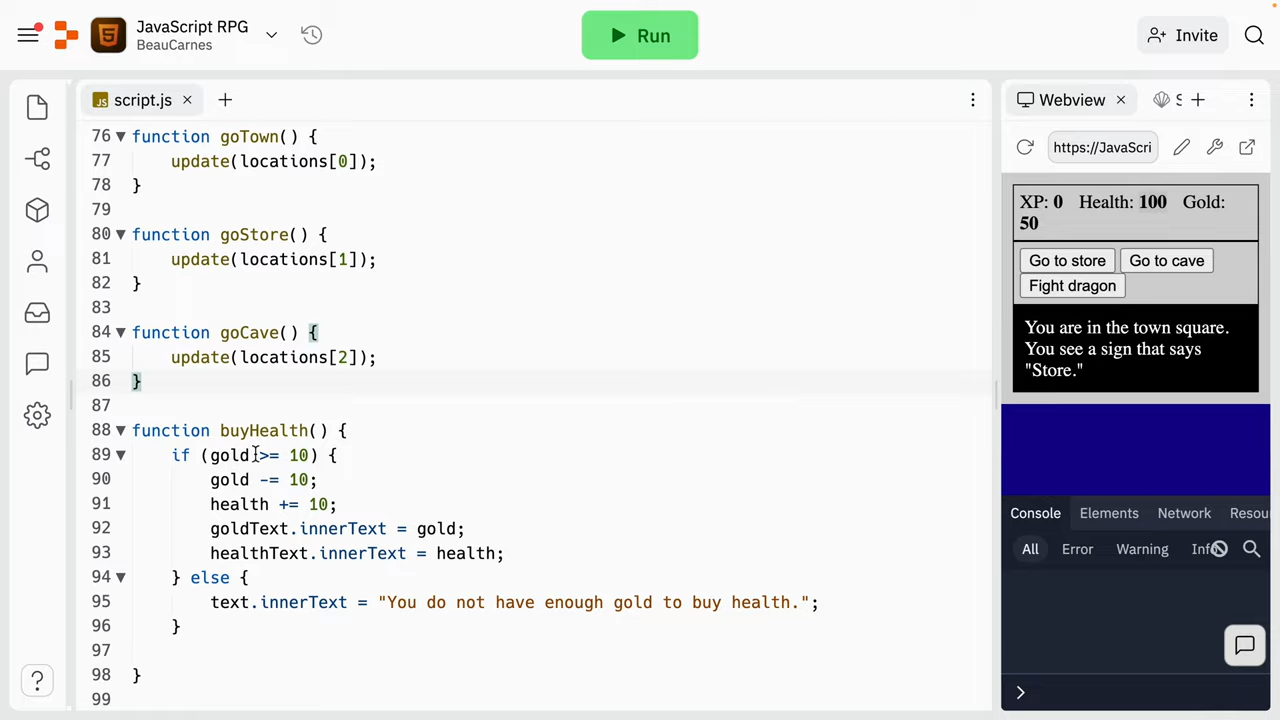 JavaScript RPG
BeauCarnes
Run
Invite
JS script.js × +
76 function goTown() {
77 update(locations[0]);
78 }
79
80 function goStore() {
81 update(locations[1]);
82 }
83
84 function goCave() {
85 update(locations[2]);
86 }
87
88 function buyHealth() {
89 if (gold >= 10) {
90 gold -= 10;
91 health += 10;
92 goldText.innerText = gold;
93 healthText.innerText = health;
94 } else {
95 text.innerText = "You do not have enough gold to buy health.";
96 }
97
98 }
99
?
Webview × S +
https://JavaScri
XP: 0 Health: 100 Gold:
50
Go to store Go to cave
Fight dragon
You are in the town square.
You see a sign that says
"Store."
Console Elements Network Resou
All Error Warning Inf